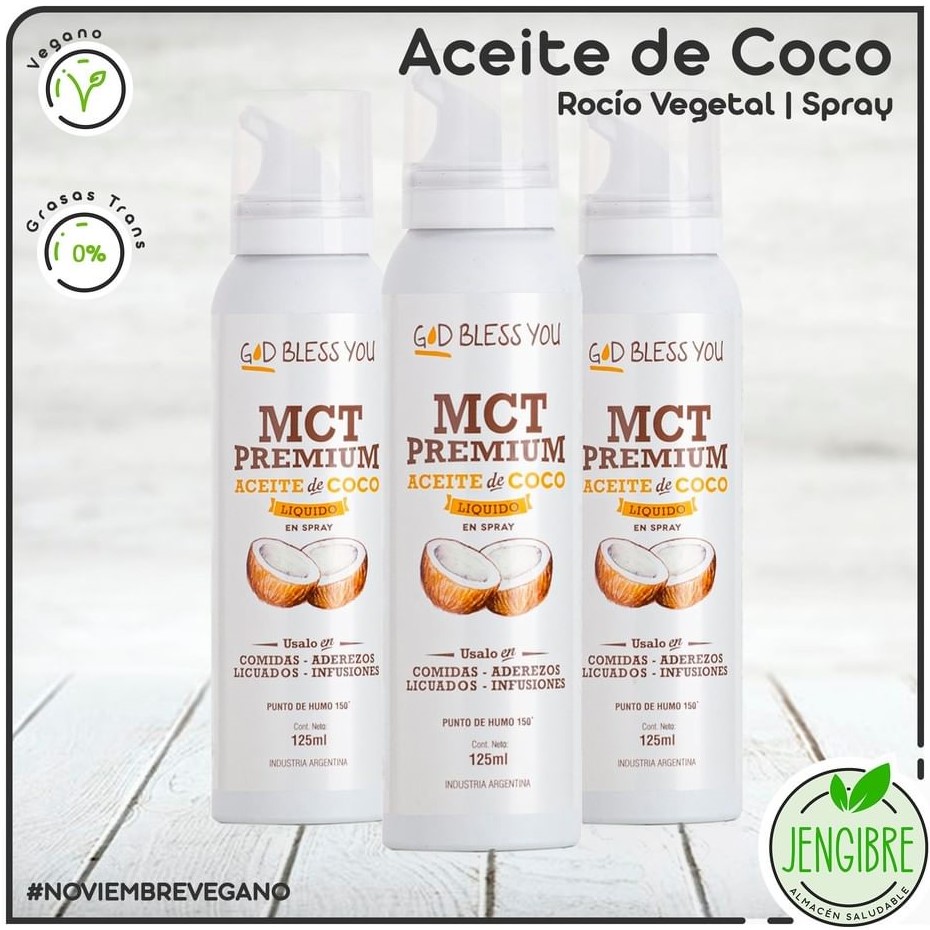 Vegano
V
Grasas Trans
0%
Aceite de Coco
Rocío Vegetal | Spray
GOD BLESS YOU
MCT
PREMIUM
ACEITE de COCO
LIQUIDO
EN SPRAY
Usalo en
COMIDAS - ADEREZOS
LICUADOS - INFUSIONES
PUNTO DE HUMO 150°
Cont. Neto:
125ml
INDUSTRIA ARGENTINA
GOD BLESS YOU
MCT
PREMIUM
ACEITE de COCO
LIQUIDO
EN SPRAY
Usalo en
COMIDAS - ADEREZOS
LICUADOS - INFUSIONES
PUNTO DE HUMO 150°
Cont. Neto:
125ml
INDUSTRIA ARGENTINA
GOD BLESS YOU
MCT
PREMIUM
ACEITE de COCO
LIQUIDO
EN SPRAY
Usalo en
COMIDAS - ADEREZOS
LICUADOS - INFUSIONES
PUNTO DE HUMO 150°
Cont. Neto:
125ml
INDUSTRIA ARGENTINA
#NOVIEMBREVEGANO
JENGIBRE
ALMACÉN SALUDABLE